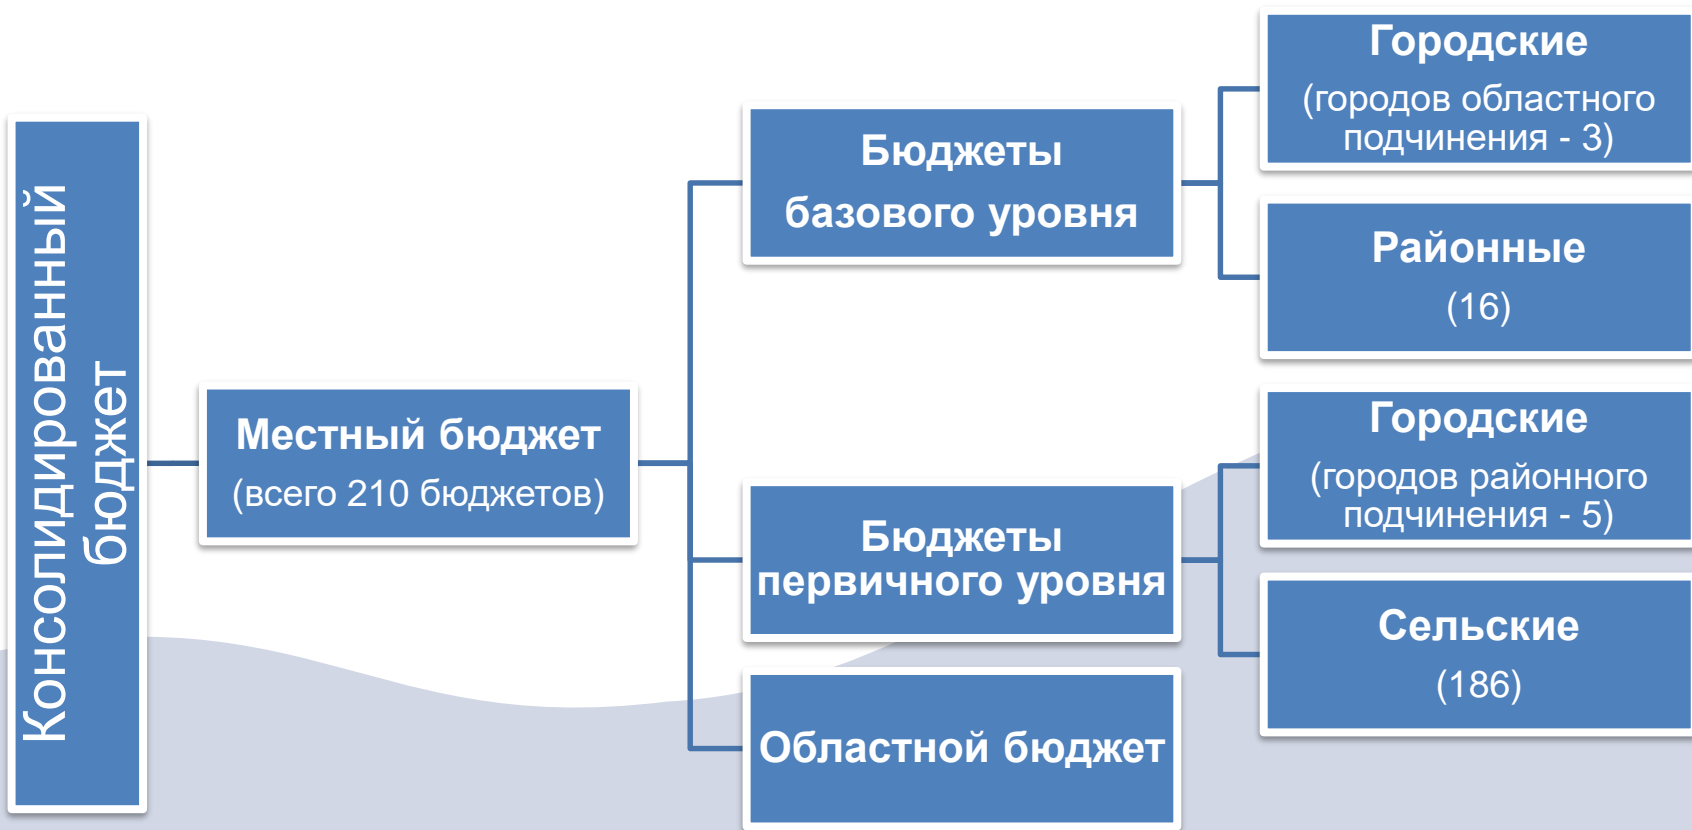 Консолидированный
бюджет
Местный бюджет
(всего 210 бюджетов)
Бюджеты
базового уровня
Городские
(городов областного
подчинения - 3)
Районные
(16)
Бюджеты
первичного уровня
Городские
(городов районного
подчинения - 5)
Сельские
(186)
Областной бюджет